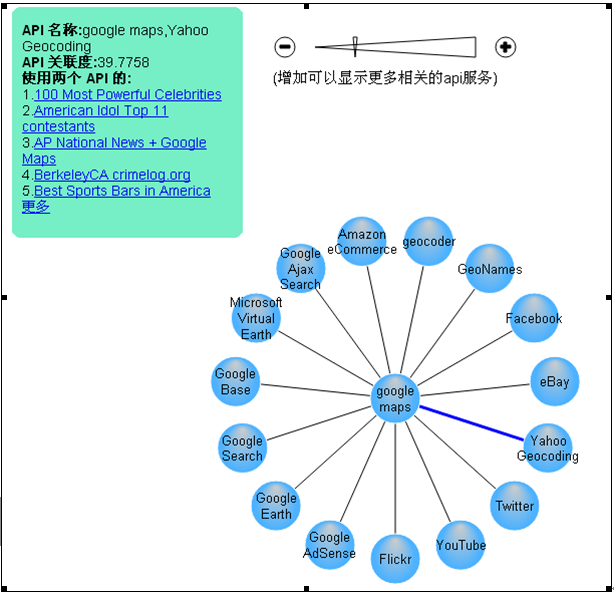 API 名称:google maps,Yahoo
Geocoding
API 关联度:39.7758
使用两个 API 的:
1.100 Most Powerful Celebrities
2.American Idol Top 11
contestants
3.AP National News + Google
Maps
4.BerkeleyCA crimelog.org
5.Best Sports Bars in America
更多
(增加可以显示更多相关的api服务)
Amazon
eCommerce
geocoder
Google
Ajax
Search
GeoNames
Microsoft
Virtual
Earth
Facebook
Google
Base
eBay
google
maps
Google
Search
Yahoo
Geocoding
Google
Earth
Twitter
Google
AdSense
Flickr
YouTube